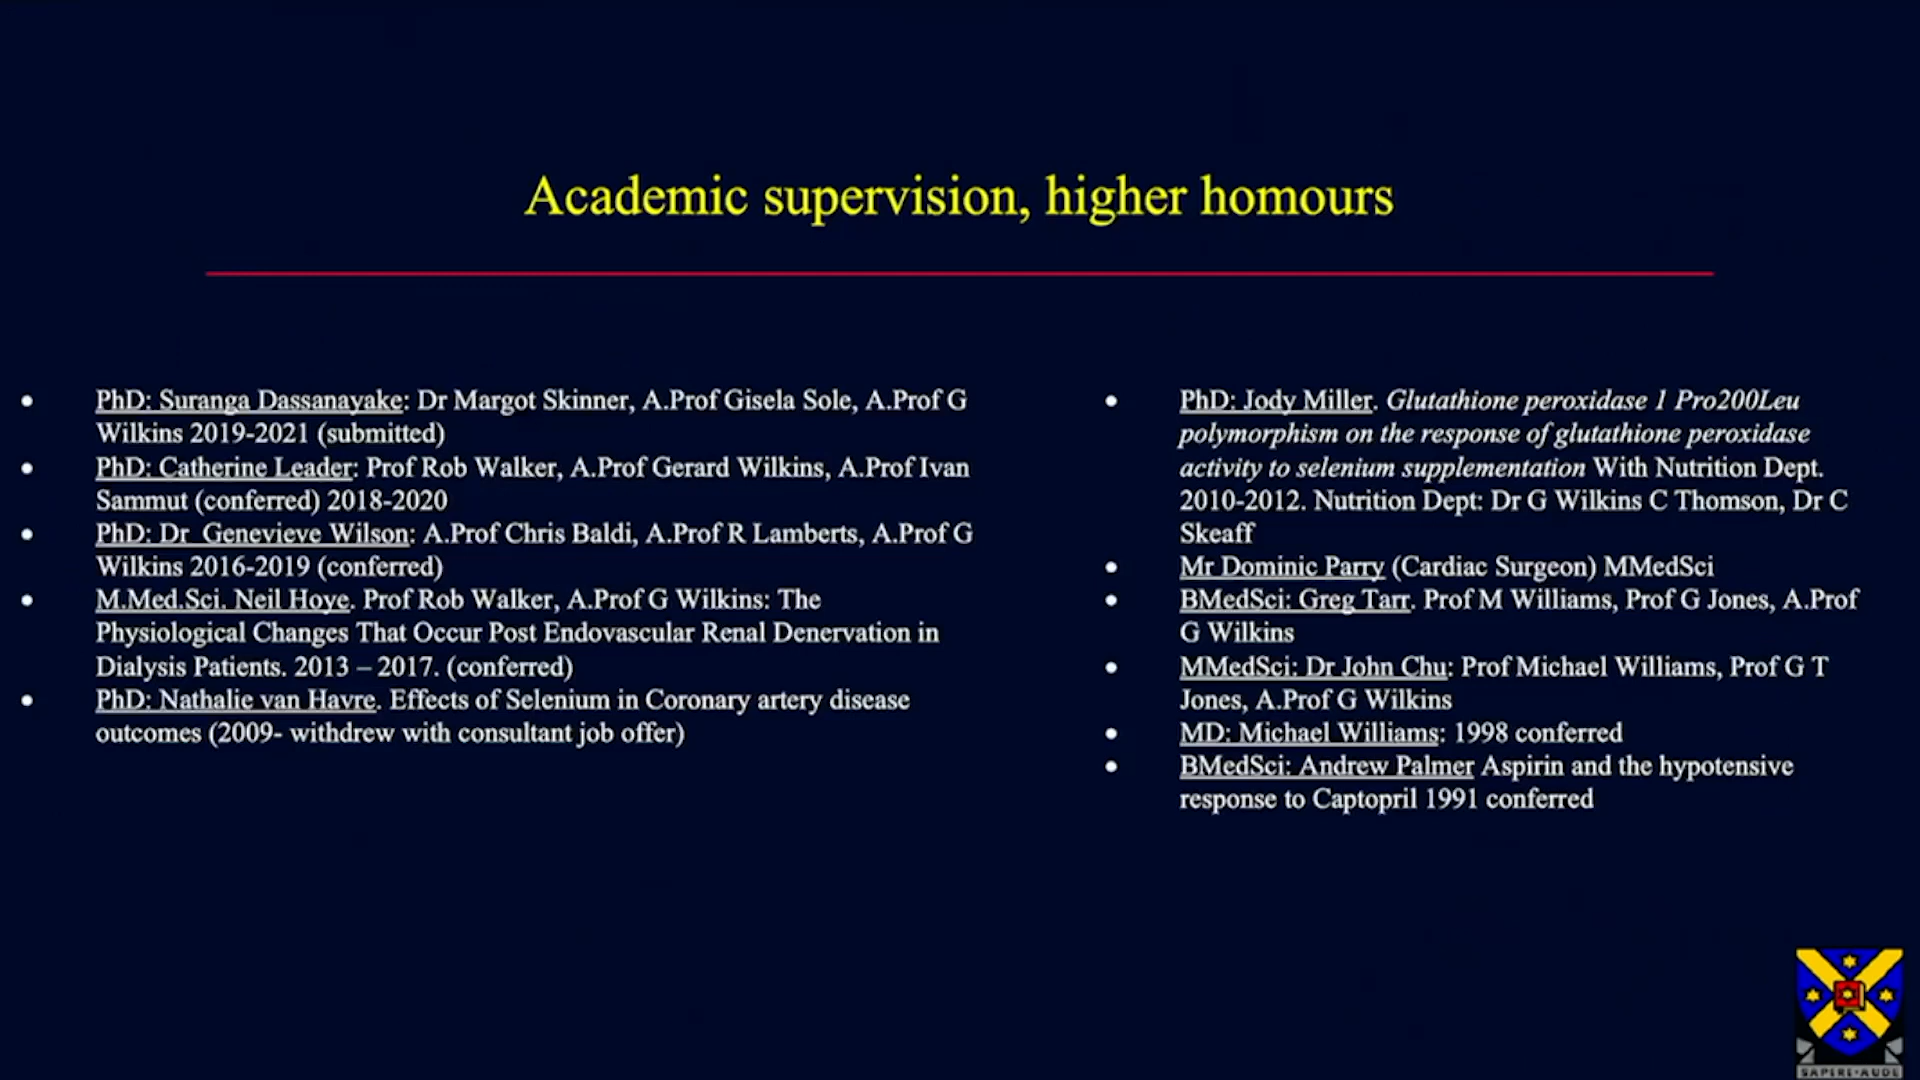 Academic supervision, higher homours
PhD: Suranga Dassanayake: Dr Margot Skinner, A.Prof Gisela Sole, A.Prof G
Wilkins 2019-2021 (submitted)
PhD: Catherine Leader: Prof Rob Walker, A.Prof Gerard Wilkins, A.Prof Ivan
Sammut (conferred) 2018-2020
PhD: Dr  Genevieve Wilson: A.Prof Chris Baldi, A.Prof R Lamberts, A.Prof G
Wilkins 2016-2019 (conferred)
M.Med.Sci. Neil Hoye. Prof Rob Walker, A.Prof G Wilkins: The
Physiological Changes That Occur Post Endovascular Renal Denervation in
Dialysis Patients. 2013 – 2017. (conferred)
PhD: Nathalie van Havre. Effects of Selenium in Coronary artery disease
outcomes (2009- withdrew with consultant job offer)
PhD: Jody Miller. Glutathione peroxidase 1 Pro200Leu
polymorphism on the response of glutathione peroxidase
activity to selenium supplementation With Nutrition Dept.
2010-2012. Nutrition Dept: Dr G Wilkins C Thomson, Dr C
Skeaff
Mr Dominic Parry (Cardiac Surgeon) MMedSci
BMedSci: Greg Tarr. Prof M Williams, Prof G Jones, A.Prof
G Wilkins
MMedSci: Dr John Chu: Prof Michael Williams, Prof G T
Jones, A.Prof G Wilkins
MD: Michael Williams: 1998 conferred
BMedSci: Andrew Palmer Aspirin and the hypotensive
response to Captopril 1991 conferred
SAPERE·AUDE